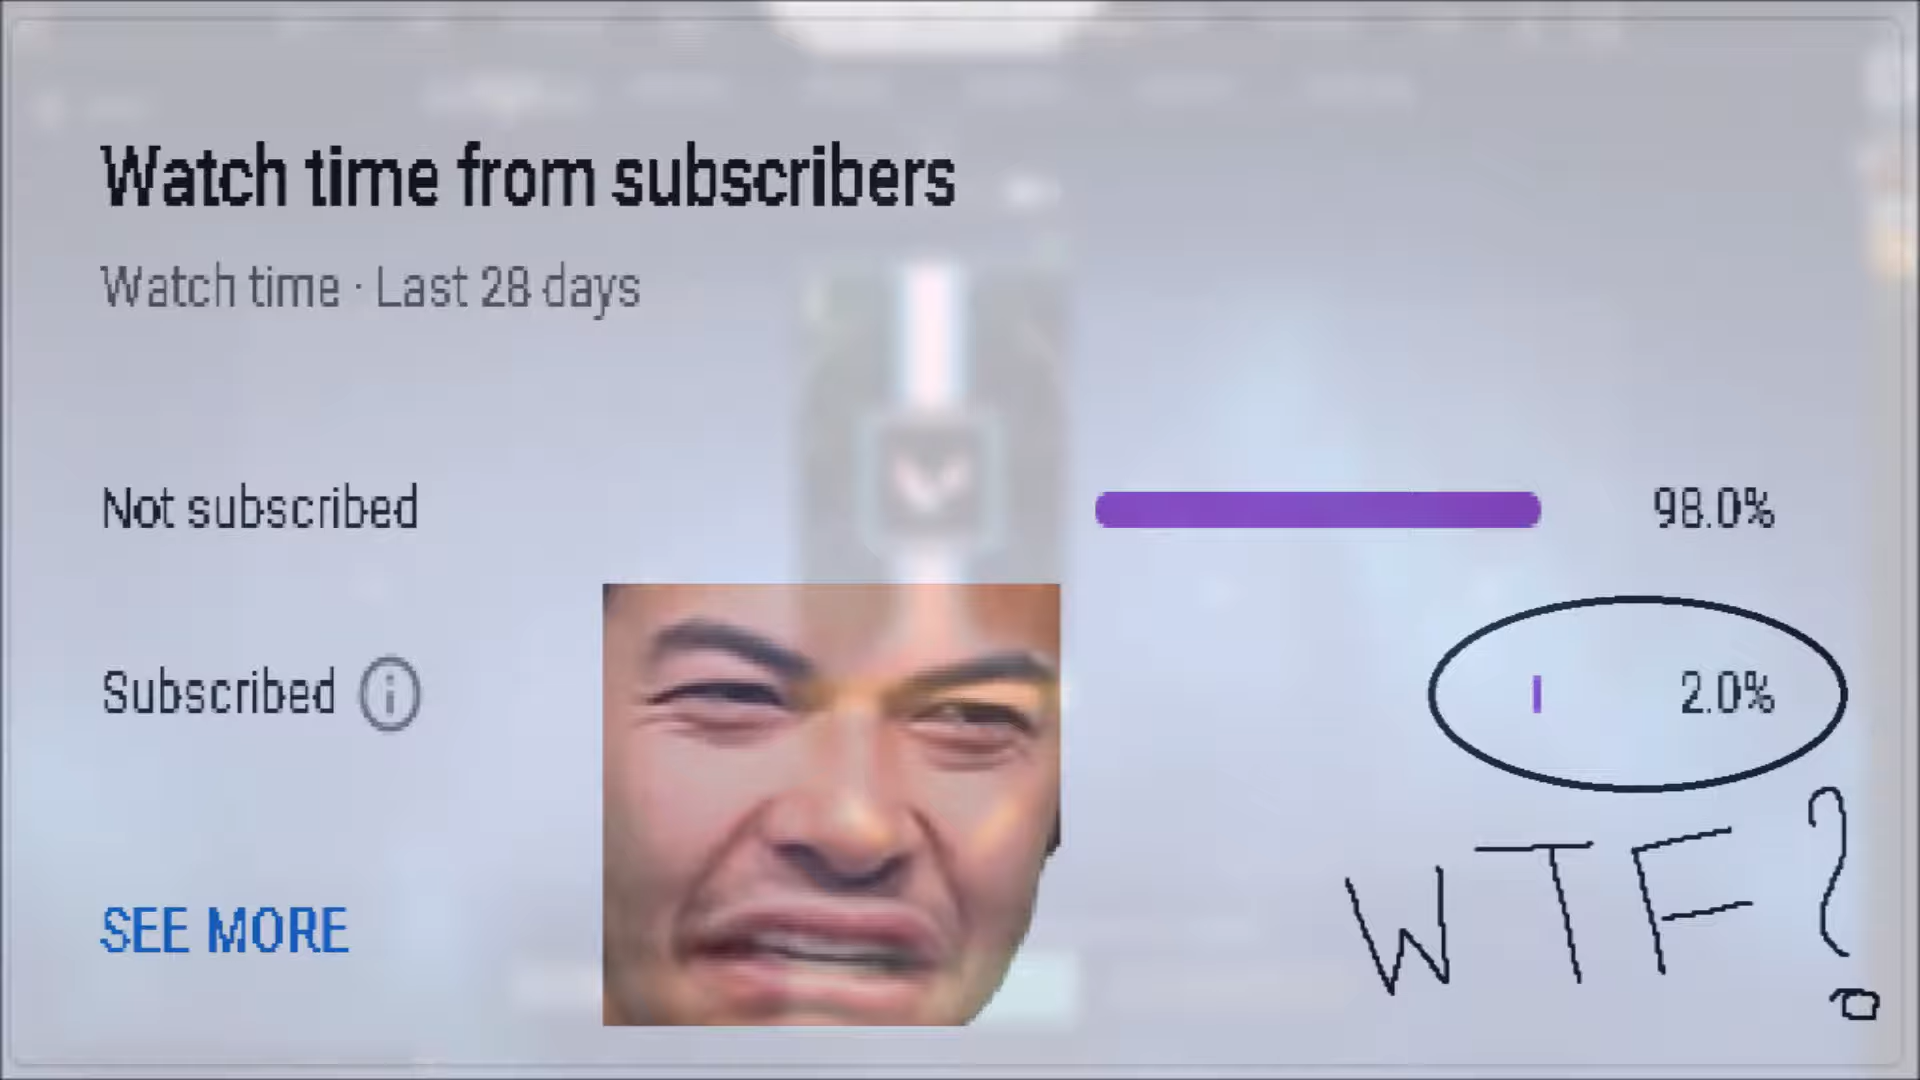 Watch time from subscribers
Watch time · Last 28 days
Not subscribed 98.0%
Subscribed 2.0%
WTF?
SEE MORE